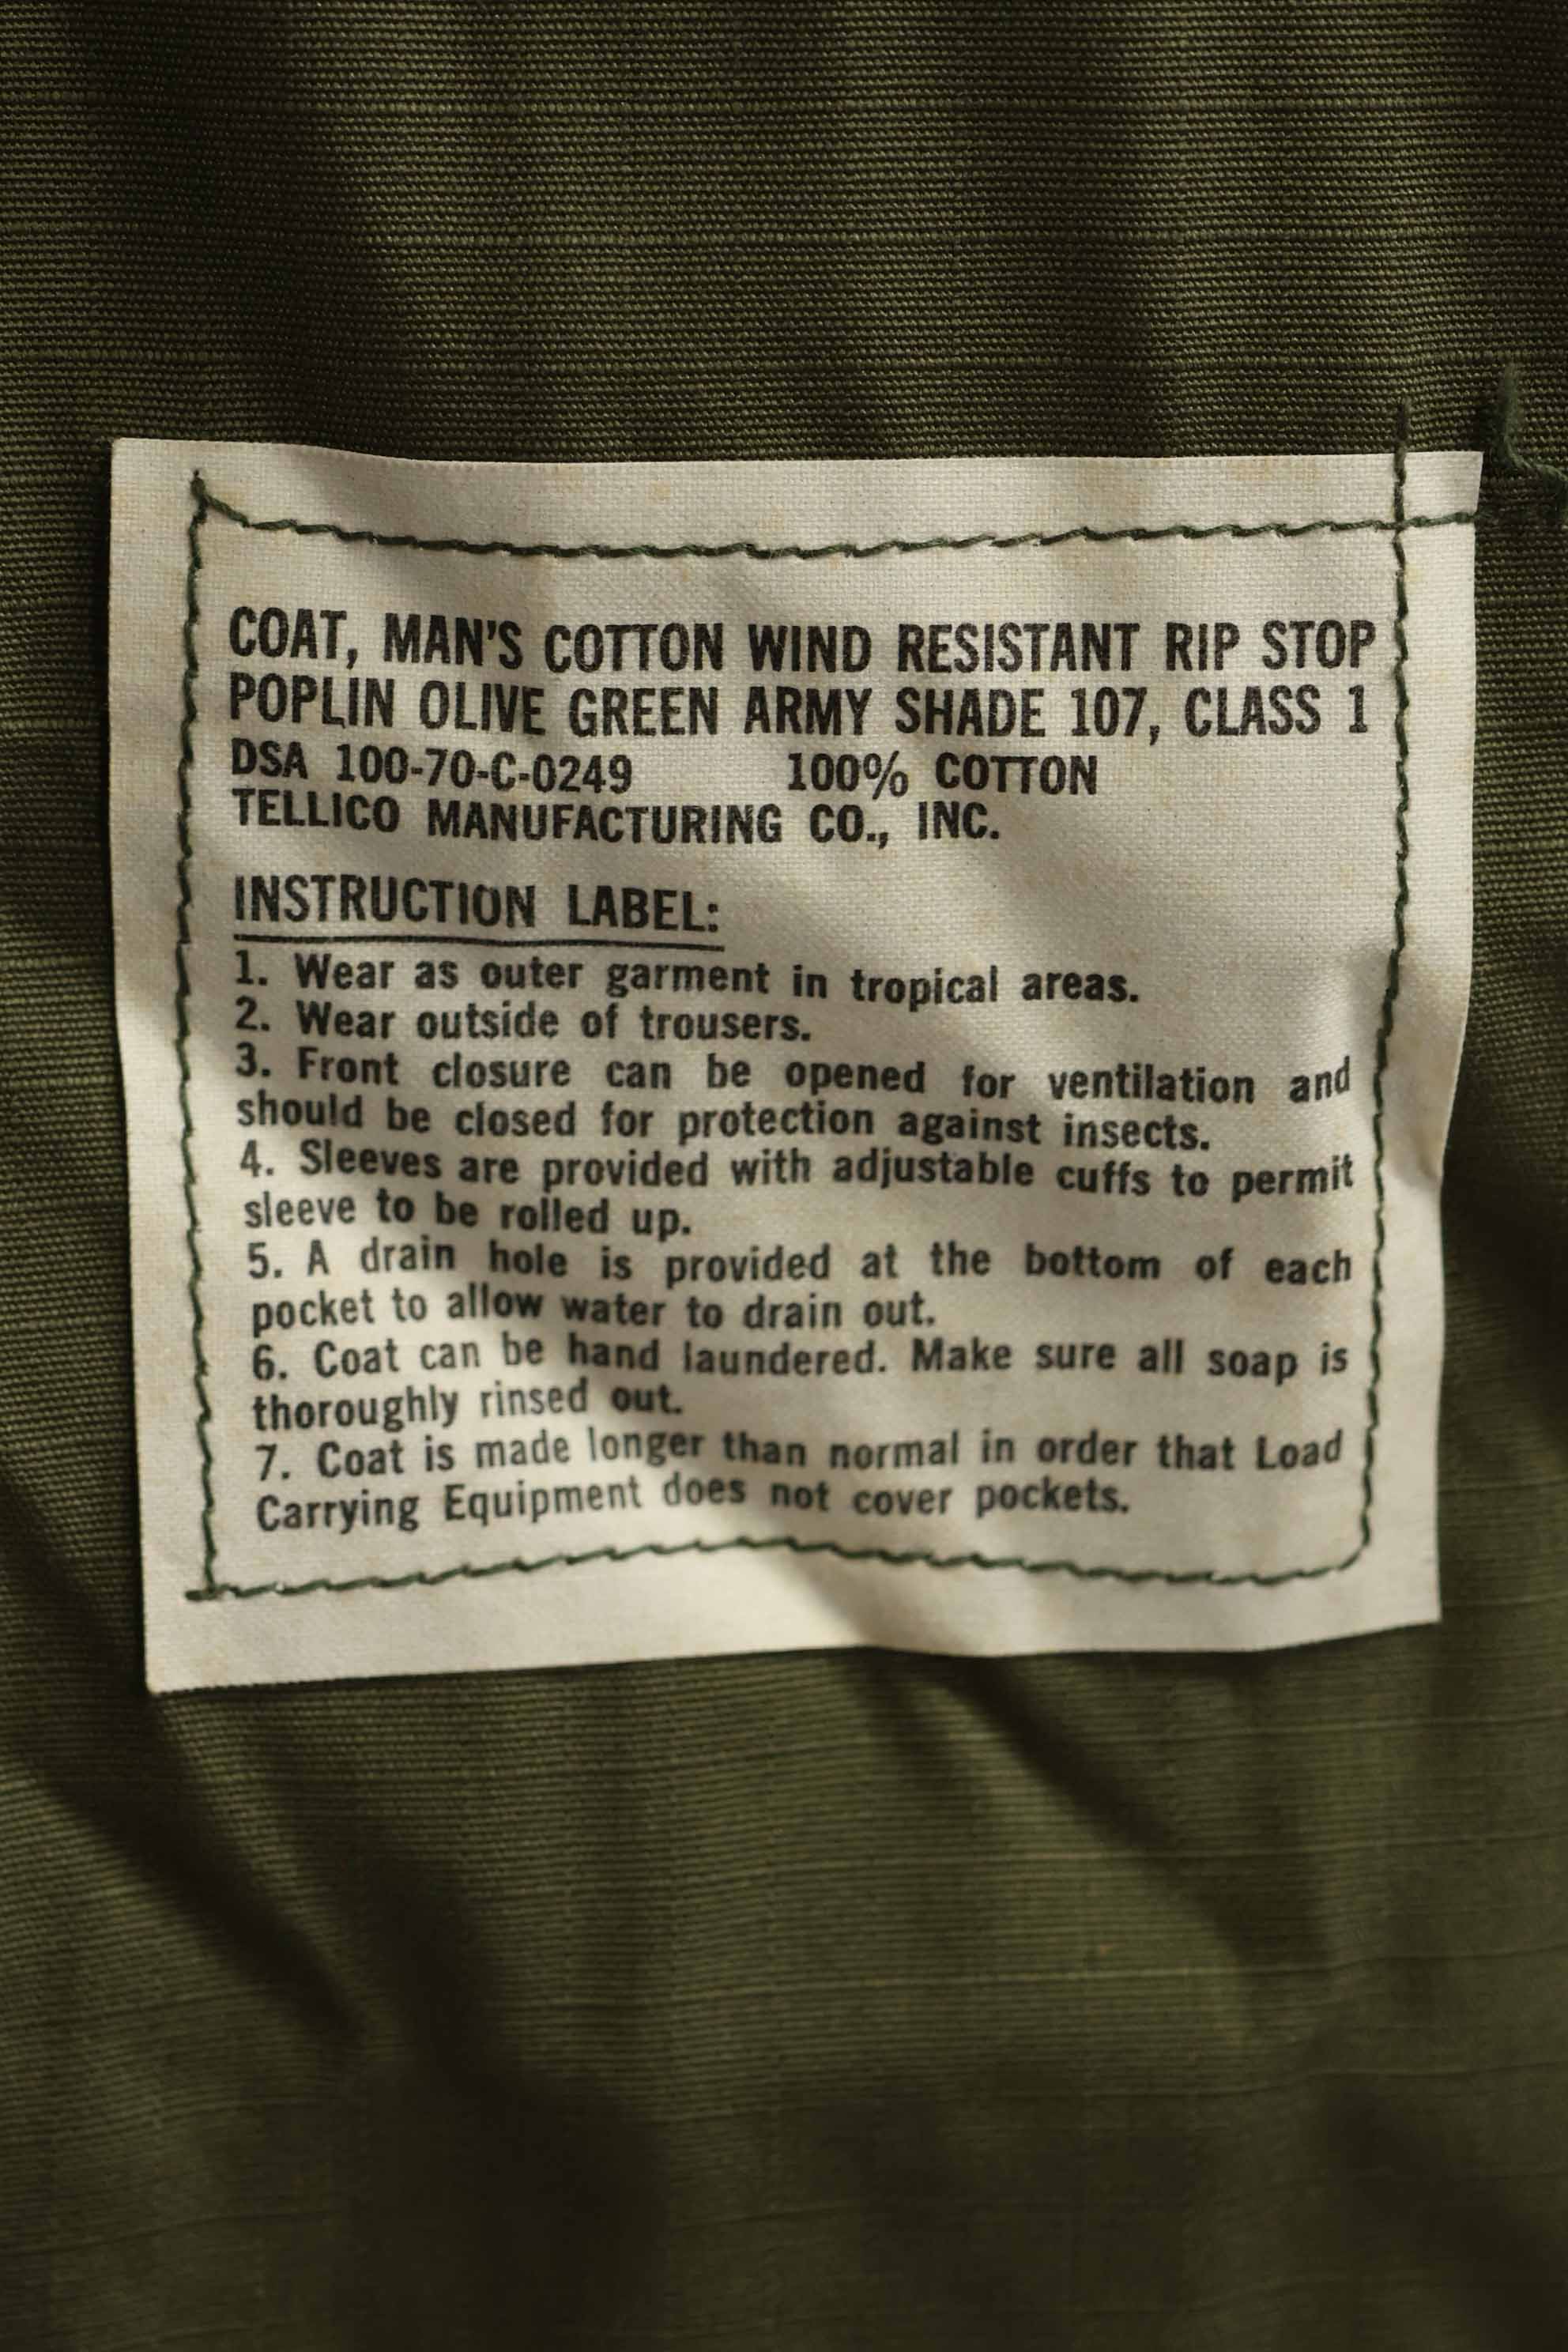 COAT, MAN'S COTTON WIND RESISTANT RIP STOP
POPLIN OLIVE GREEN ARMY SHADE 107, CLASS 1
DSA 100-70-C-0249 100% COTTON
TELLICO MANUFACTURING CO., INC.
INSTRUCTION LABEL:
1. Wear as outer garment in tropical areas.
2. Wear outside of trousers.
3. Front closure can be opened for ventilation and
should be closed for protection against insects.
4. Sleeves are provided with adjustable cuffs to permit
sleeve to be rolled up.
5. A drain hole is provided at the bottom of each
pocket to allow water to drain out.
6. Coat can be hand laundered. Make sure all soap is
thoroughly rinsed out.
7. Coat is made longer than normal in order that Load
Carrying Equipment does not cover pockets.